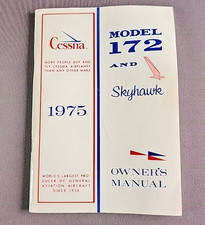 Cessna
MORE PEOPLE BUY AND
FLY CESSNA AIRPLANES
THAN ANY OTHER MAKE
1975
WORLD'S LARGEST PRO-
DUCER OF GENERAL
AVIATION AIRCRAFT
SINCE 1956
MODEL
172
AND
Skyhawk
OWNER'S
MANUAL